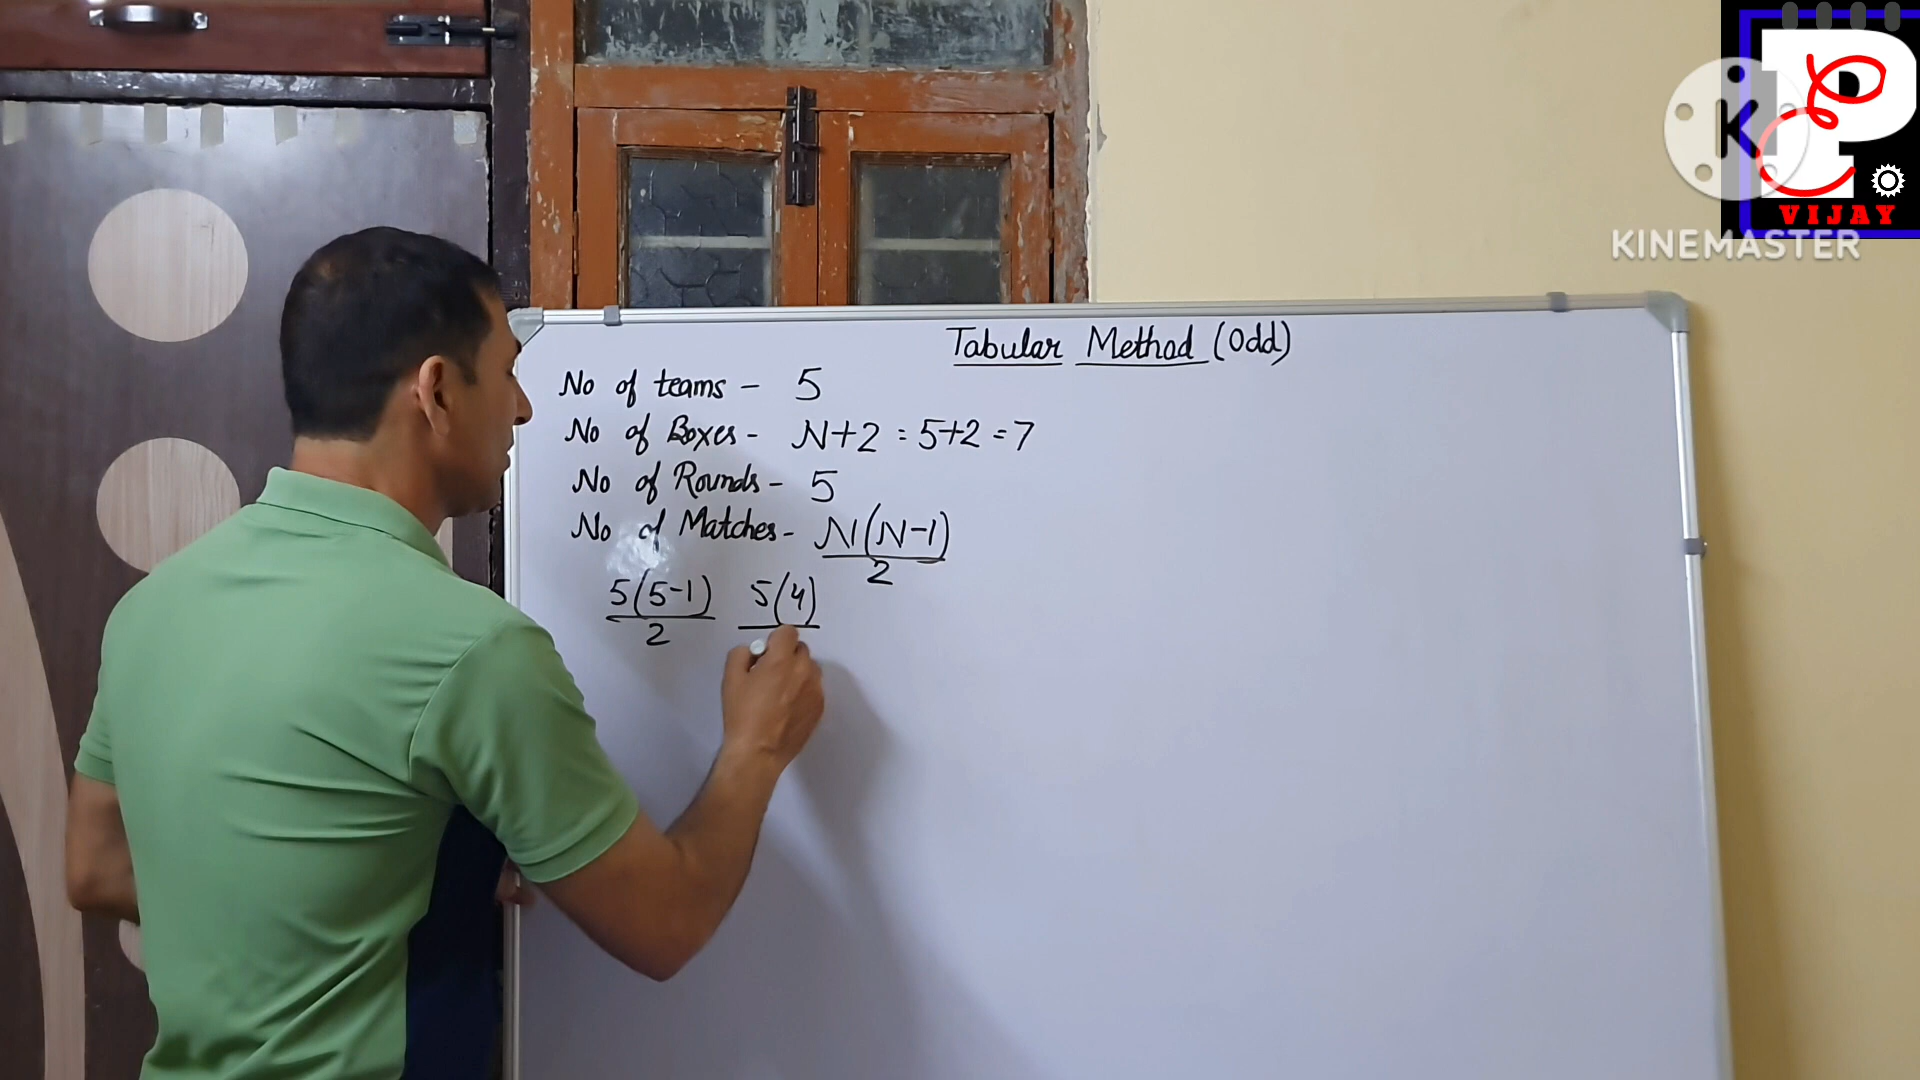 P
K
VIJAY
KINEMASTER
Tabular Method (Odd)
No of teams - 5
No of Boxes - N+2 = 5+2 = 7
No of Rounds - 5
No of Matches - N(N-1)
2
5(5-1) 5(4)
2